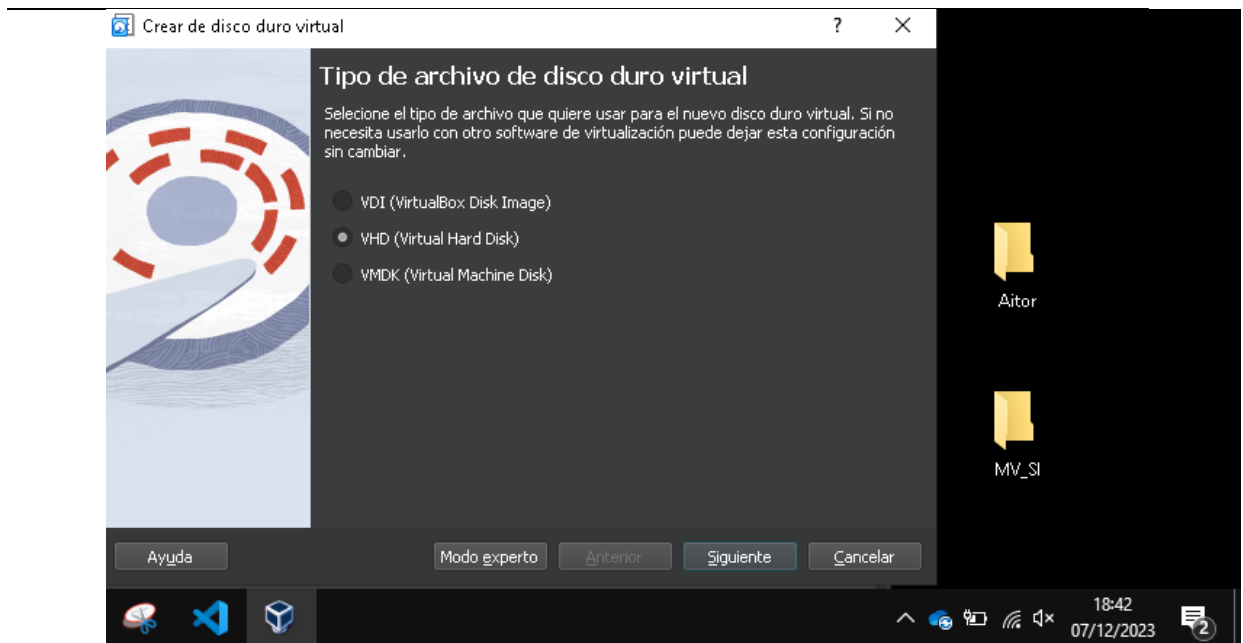 Crear de disco duro virtual
?
Tipo de archivo de disco duro virtual
Selecione el tipo de archivo que quiere usar para el nuevo disco duro virtual. Si no
necesita usarlo con otro software de virtualización puede dejar esta configuración
sin cambiar.
VDI (VirtualBox Disk Image)
VHD (Virtual Hard Disk)
VMDK (Virtual Machine Disk)
Aitor
MV_SI
Ayuda
Modo experto
Anterior
Siguiente
Cancelar
18:42
07/12/2023
2